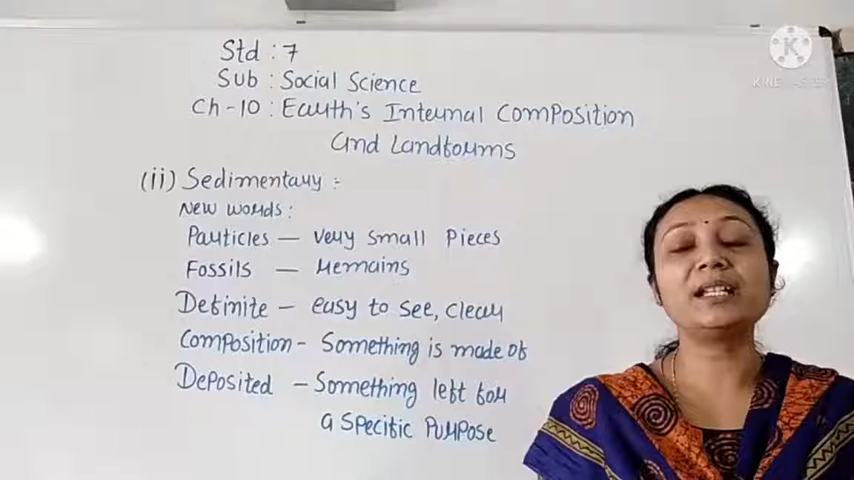 Std : 7
Sub : Social Science
Ch-10 : Earth's Internal Composition
and Landforms
(ii) Sedimentary :
New words :
Particles – very small pieces
Fossils – remains
Definite – easy to see, clear
Composition – Something is made of
Deposited – Something left for
a specific purpose
K
KINEMASTER